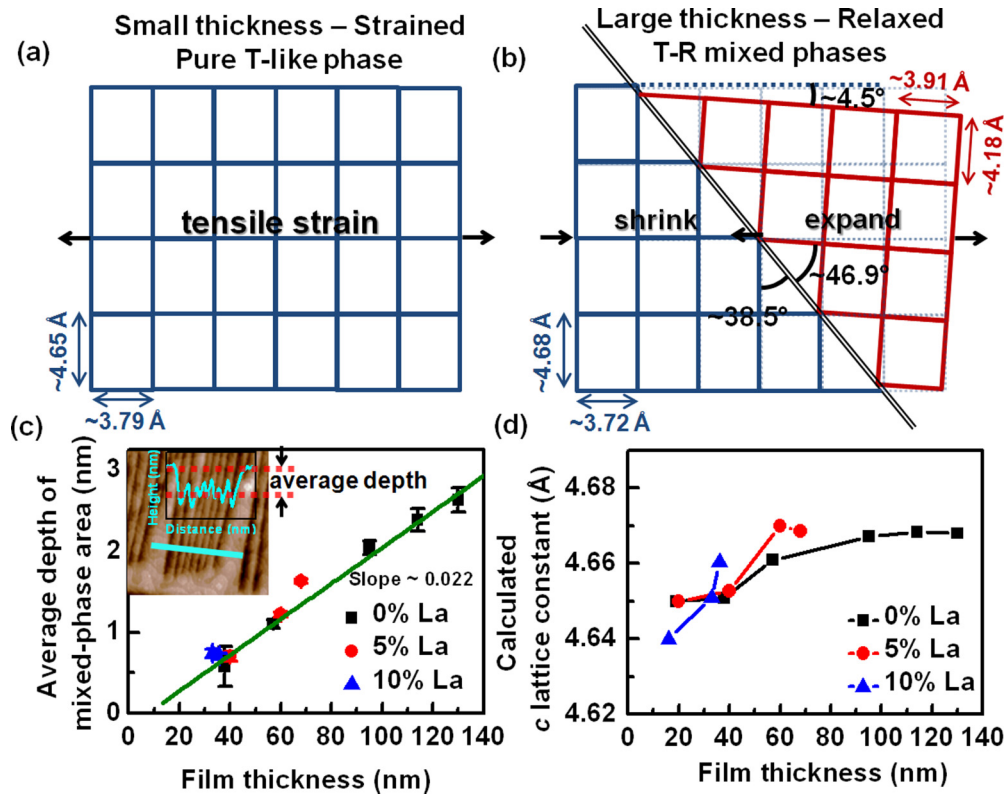 (a)
Small thickness – Strained
Pure T-like phase
tensile strain
~4.65 Å
~3.79 Å
(b)
Large thickness – Relaxed
T-R mixed phases
~3.91 Å
~4.5°
~4.18 Å
shrink
expand
~46.9°
~38.5°
~4.68 Å
~3.72 Å
(c)
Average depth of
mixed-phase area (nm)
3
2
1
0
Height (nm)
Distance (nm)
average depth
Slope ~ 0.022
0% La
5% La
10% La
0 20 40 60 80 100 120 140
Film thickness (nm)
(d)
Calculated
c lattice constant (Å)
4.68
4.66
4.64
4.62
0% La
5% La
10% La
0 20 40 60 80 100 120 140
Film thickness (nm)